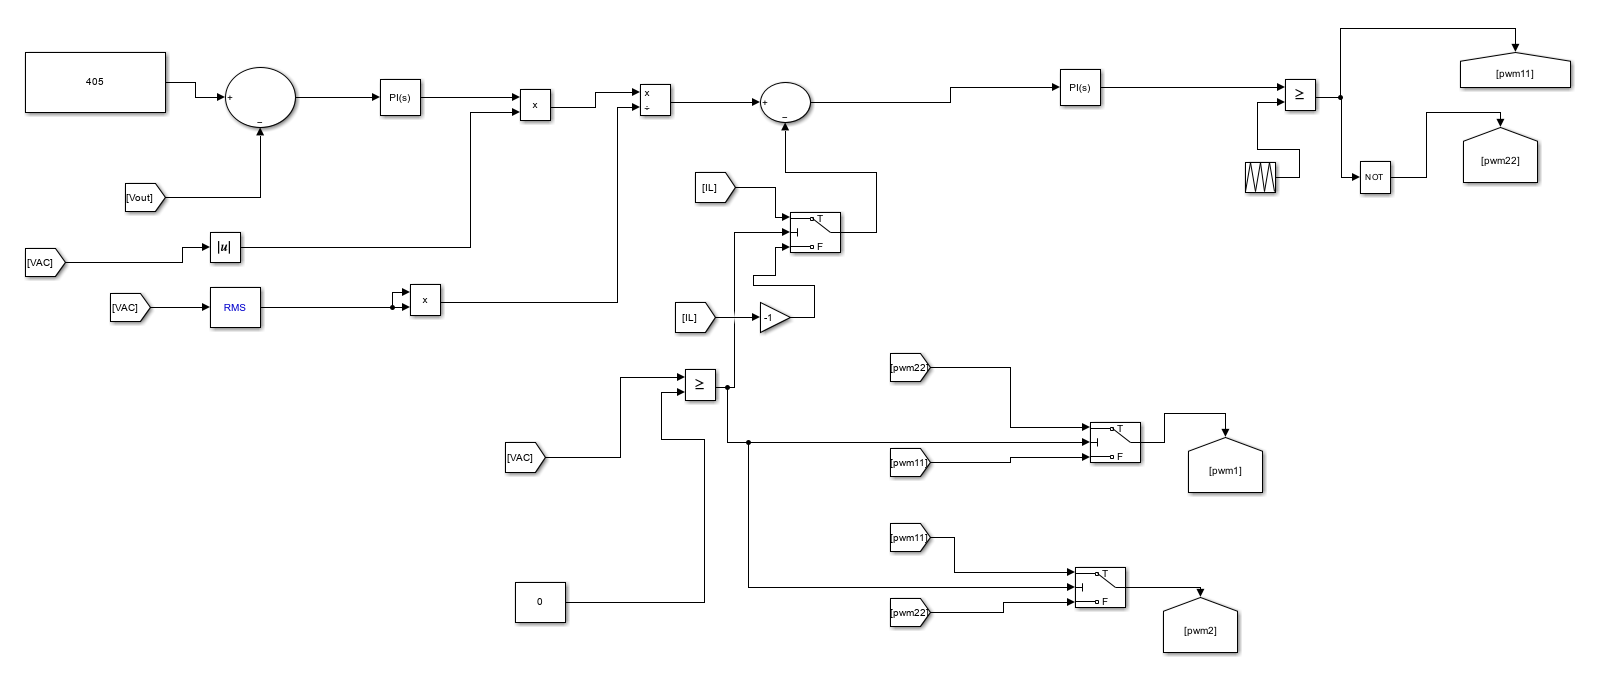 405
+
−
PI(s)
x
x
÷
+
−
PI(s)
≥
[pwm11]
[pwm22]
NOT
[Vout]
[IL]
T
F
[VAC]
|u|
[VAC]
RMS
x
[IL]
-1
≥
[VAC]
0
[pwm22]
T
F
[pwm11]
[pwm1]
[pwm11]
T
F
[pwm22]
[pwm2]